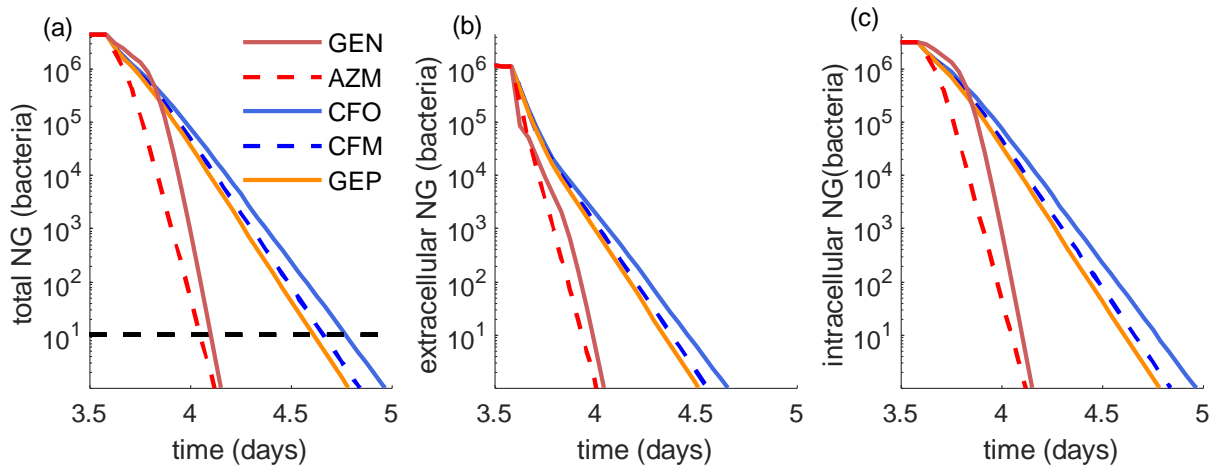 (a)
GEN
AZM
CFO
CFM
GEP
total NG (bacteria)
10^6
10^5
10^4
10^3
10^2
10^1
3.5 4 4.5 5
time (days)
(b)
extracellular NG (bacteria)
10^6
10^5
10^4
10^3
10^2
10^1
3.5 4 4.5 5
time (days)
(c)
intracellular NG(bacteria)
10^6
10^5
10^4
10^3
10^2
10^1
3.5 4 4.5 5
time (days)